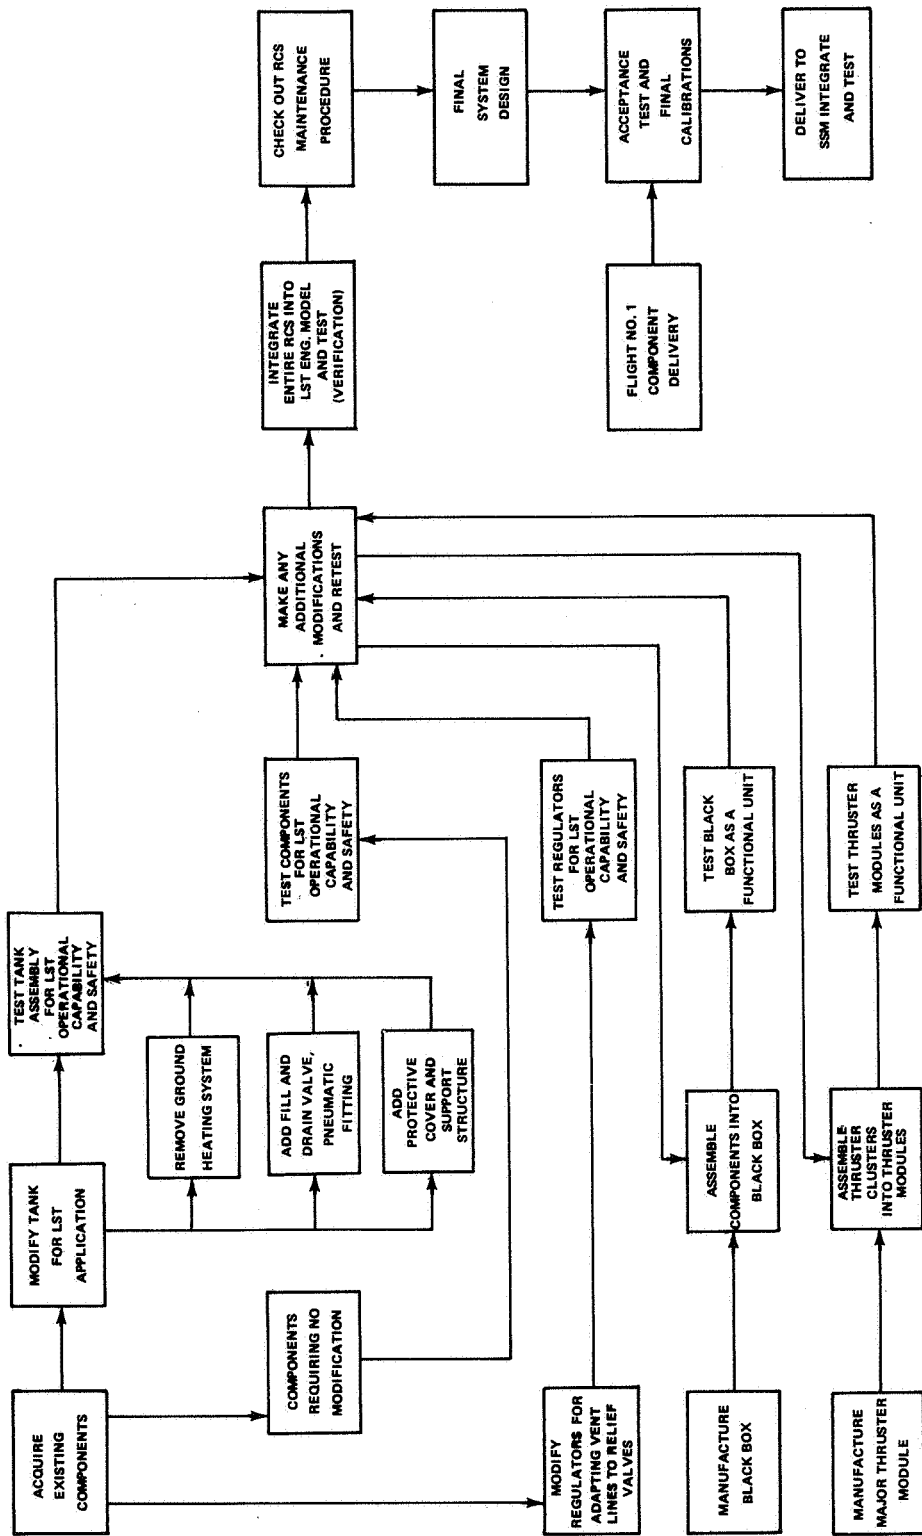 ACQUIRE
EXISTING
COMPONENTS
MODIFY TANK
FOR LST
APPLICATION
TEST TANK
ASSEMBLY
FOR LST
OPERATIONAL
CAPABILITY
AND SAFETY
REMOVE GROUND
HEATING SYSTEM
ADD FILL AND
DRAIN VALVE,
PNEUMATIC
FITTING
ADD
PROTECTIVE
COVER AND
SUPPORT
STRUCTURE
COMPONENTS
REQUIRING NO
MODIFICATION
TEST COMPONENTS
FOR LST
OPERATIONAL
CAPABILITY
AND SAFETY
MAKE ANY
ADDITIONAL
MODIFICATIONS
AND RETEST
INTEGRATE
ENTIRE RCS INTO
LST ENG. MODEL
AND TEST
(VERIFICATION)
CHECK OUT RCS
MAINTENANCE
PROCEDURE
FINAL
SYSTEM
DESIGN
MODIFY
REGULATORS FOR
ADAPTING VENT
LINES TO RELIEF
VALVES
TEST REGULATORS
FOR LST
OPERATIONAL
CAPABILITY
AND SAFETY
FLIGHT NO. 1
COMPONENT
DELIVERY
ACCEPTANCE
TEST AND
FINAL
CALIBRATIONS
MANUFACTURE
BLACK BOX
ASSEMBLE
COMPONENTS INTO
BLACK BOX
TEST BLACK
BOX AS A
FUNCTIONAL UNIT
DELIVER TO
SSM INTEGRATE
AND TEST
MANUFACTURE
MAJOR THRUSTER
MODULE
ASSEMBLE
THRUSTER
CLUSTERS
INTO THRUSTER
MODULES
TEST THRUSTER
MODULES AS A
FUNCTIONAL UNIT